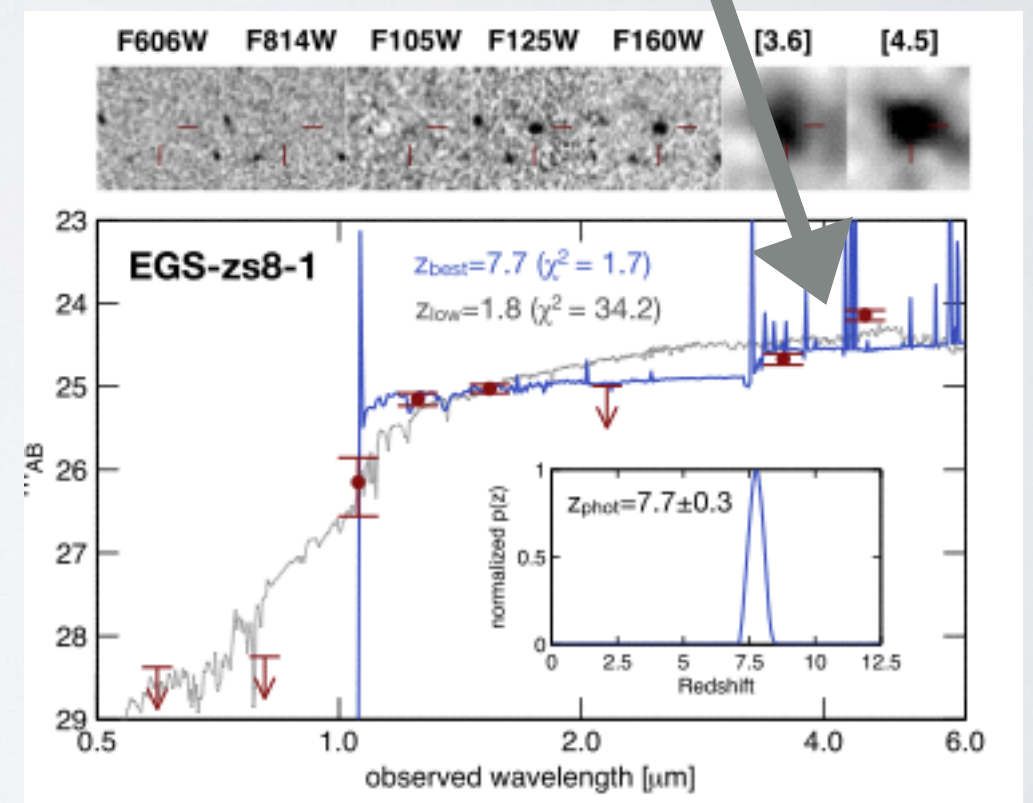 F606W F814W F105W F125W F160W [3.6] [4.5]
23
EGS-zs8-1
zbest=7.7 (χ² = 1.7)
zlow=1.8 (χ² = 34.2)
24
25
26
27
28
29
AB
0.5 1.0 2.0 4.0 6.0
observed wavelength [μm]
1
zphot=7.7±0.3
normalized p(z)
0.5
0
0 2.5 5 7.5 10 12.5
Redshift